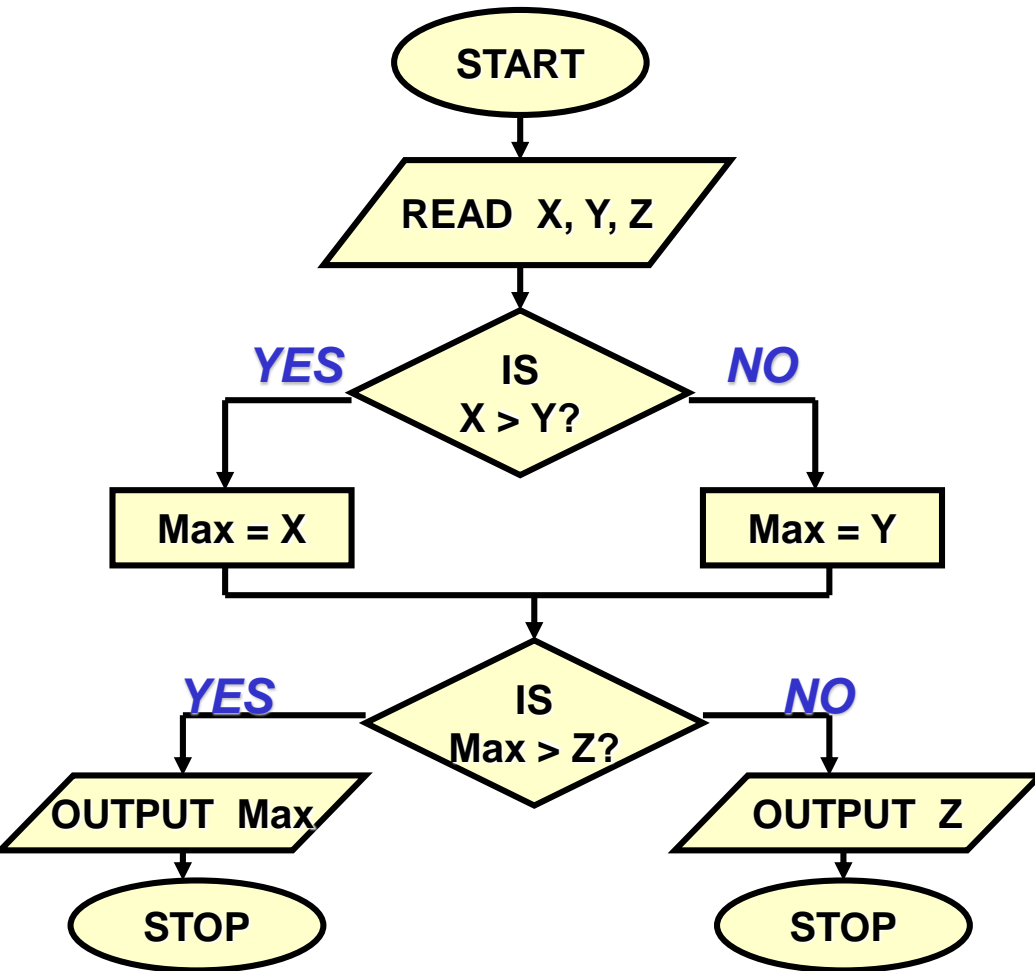 START
READ X, Y, Z
YES
IS
X > Y?
NO
Max = X
Max = Y
YES
IS
Max > Z?
NO
OUTPUT Max
OUTPUT Z
STOP
STOP